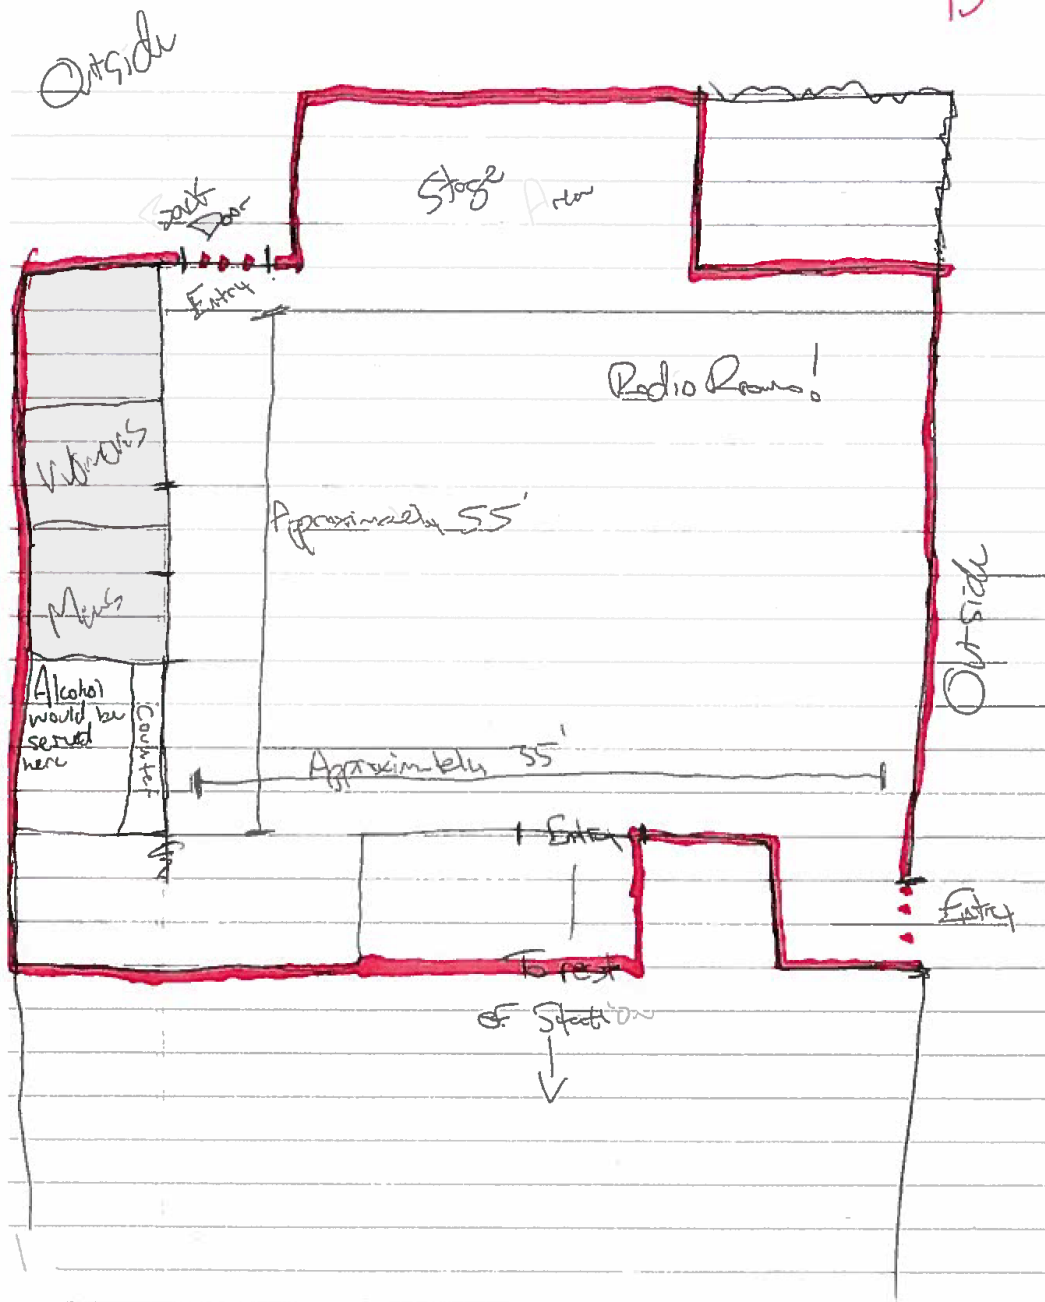 Outside
Stage Area
Back
Door
Entry
Radio Room!
Womens
Approximately 55'
Mens
Outside
Alcohol
would be
served
here
Counter
Approximately 35'
Entry
Entry
To rest
of Station